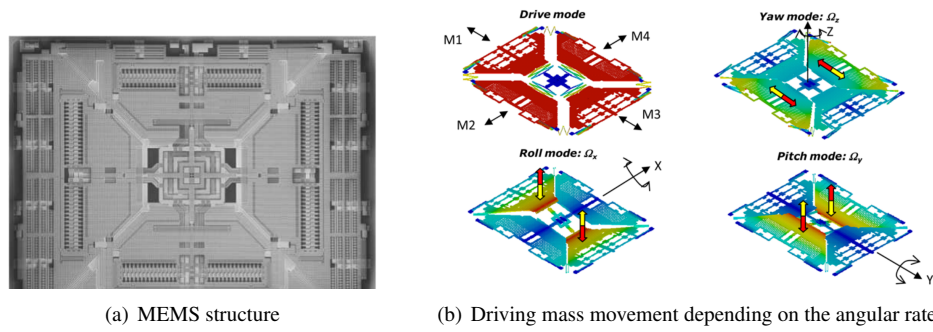 Drive mode
M1
M4
M2
M3
Yaw mode: Ωz
Z
Roll mode: Ωx
X
Pitch mode: Ωy
Y
(a) MEMS structure
(b) Driving mass movement depending on the angular rate